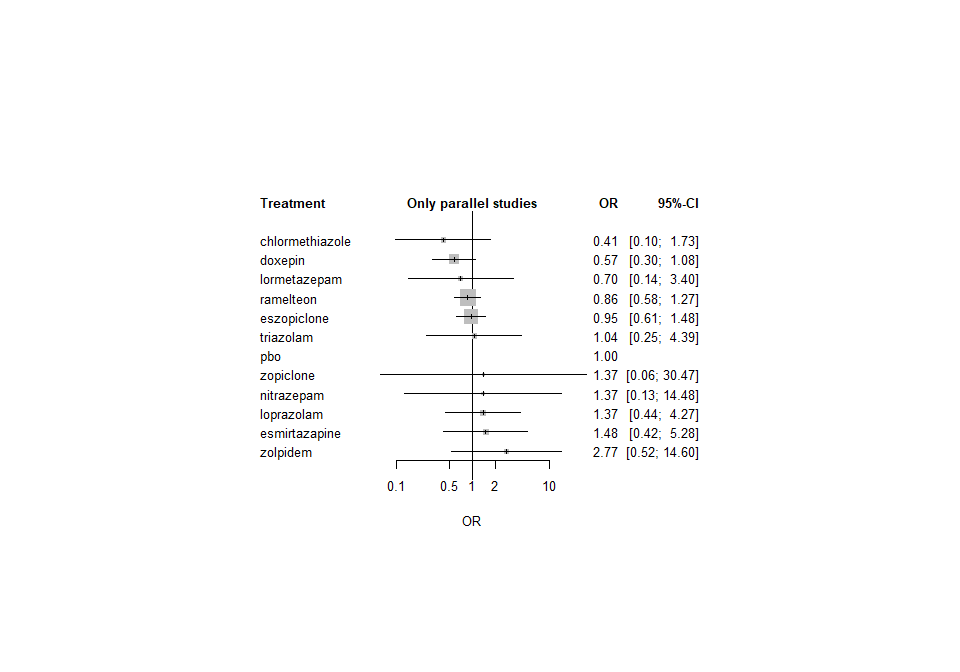 Treatment Only parallel studies OR 95%-CI
chlormethiazole 0.41 [0.10; 1.73]
doxepin 0.57 [0.30; 1.08]
lormetazepam 0.70 [0.14; 3.40]
ramelteon 0.86 [0.58; 1.27]
eszopiclone 0.95 [0.61; 1.48]
triazolam 1.04 [0.25; 4.39]
pbo 1.00
zopiclone 1.37 [0.06; 30.47]
nitrazepam 1.37 [0.13; 14.48]
loprazolam 1.37 [0.44; 4.27]
esmirtazapine 1.48 [0.42; 5.28]
zolpidem 2.77 [0.52; 14.60]
0.1 0.5 1 2 10
OR